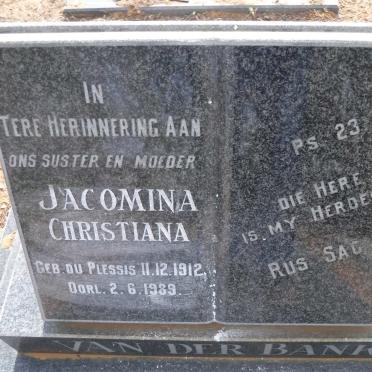 IN
TERE HERINNERING AAN
ONS SUSTER EN MOEDER
JACOMINA
CHRISTIANA
GEB DU PLESSIS 11.12.1912.
OORL. 2.6.1989.
PS. 23
DIE HERE
IS MY HERDE
RUS SAG
VAN DER BANK